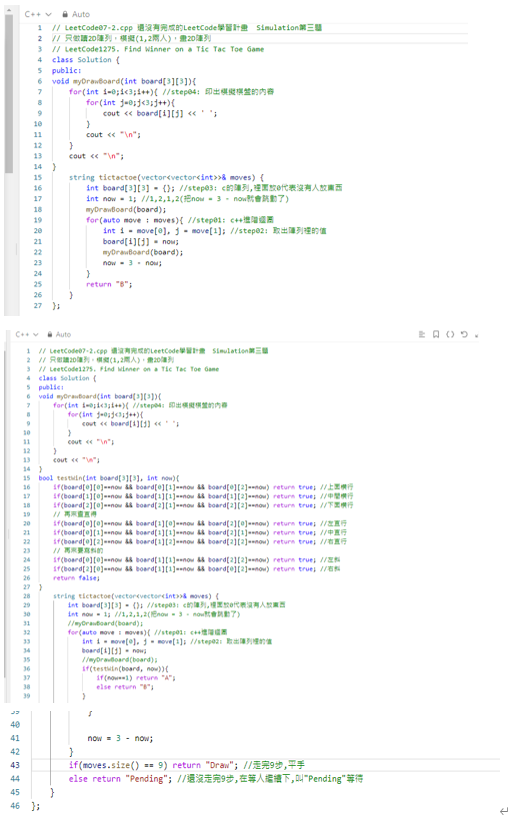 C++ Auto
1 // LeetCode07-2.cpp 還沒有完成的LeetCode學習計畫 Simulation第三題
2 // 只做讀2D陣列, 模擬(1,2兩人), 畫2D陣列
3 // LeetCode1275. Find Winner on a Tic Tac Toe Game
4 class Solution {
5 public:
6 void myDrawBoard(int board[3][3]){
7 for(int i=0;i<3;i++){ //step04: 印出模擬棋盤的內容
8 for(int j=0;j<3;j++){
9 cout << board[i][j] << ' ';
10 }
11 cout << "\n";
12 }
13 cout << "\n";
14 }
15 string tictactoe(vector<vector<int>>& moves) {
16 int board[3][3] = {}; //step03: c的陣列,裡面放0代表沒有人放東西
17 int now = 1; //1,2,1,2(把now = 3 - now就會跳動了)
18 myDrawBoard(board);
19 for(auto move : moves){ //step01: c++進階迴圈
20 int i = move[0], j = move[1]; //step02: 取出陣列裡的值
21 board[i][j] = now;
22 myDrawBoard(board);
23 now = 3 - now;
24 }
25 return "B";
26 }
27 };
C++ Auto
1 // LeetCode07-2.cpp 還沒有完成的LeetCode學習計畫 Simulation第三題
2 // 只做讀2D陣列, 模擬(1,2兩人), 畫2D陣列
3 // LeetCode1275. Find Winner on a Tic Tac Toe Game
4 class Solution {
5 public:
6 void myDrawBoard(int board[3][3]){
7 for(int i=0;i<3;i++){ //step04: 印出模擬棋盤的內容
8 for(int j=0;j<3;j++){
9 cout << board[i][j] << ' ';
10 }
11 cout << "\n";
12 }
13 cout << "\n";
14 }
15 bool testWin(int board[3][3], int now){
16 if(board[0][0]==now && board[0][1]==now && board[0][2]==now) return true; //上面橫行
17 if(board[1][0]==now && board[1][1]==now && board[1][2]==now) return true; //中間橫行
18 if(board[2][0]==now && board[2][1]==now && board[2][2]==now) return true; //下面橫行
19 // 再來畫直得
20 if(board[0][0]==now && board[1][0]==now && board[2][0]==now) return true; //左直行
21 if(board[0][1]==now && board[1][1]==now && board[2][1]==now) return true; //中直行
22 if(board[0][2]==now && board[1][2]==now && board[2][2]==now) return true; //右直行
23 // 再來要寫斜的
24 if(board[0][0]==now && board[1][1]==now && board[2][2]==now) return true; //左斜
25 if(board[2][0]==now && board[1][1]==now && board[0][2]==now) return true; //右斜
26 return false;
27 }
28 string tictactoe(vector<vector<int>>& moves) {
29 int board[3][3] = {}; //step03: c的陣列,裡面放0代表沒有人放東西
30 int now = 1; //1,2,1,2(把now = 3 - now就會跳動了)
31 //myDrawBoard(board);
32 for(auto move : moves){ //step01: c++進階迴圈
33 int i = move[0], j = move[1]; //step02: 取出陣列裡的值
34 board[i][j] = now;
35 //myDrawBoard(board);
36 if(testWin(board, now)){
37 if(now==1) return "A";
38 else return "B";
39 }
39 }
40
41 now = 3 - now;
42 }
43 if(moves.size() == 9) return "Draw"; //走完9步,平手
44 else return "Pending"; //還沒走完9步,在等人繼續下,叫"Pending"等待
45 }
46 };